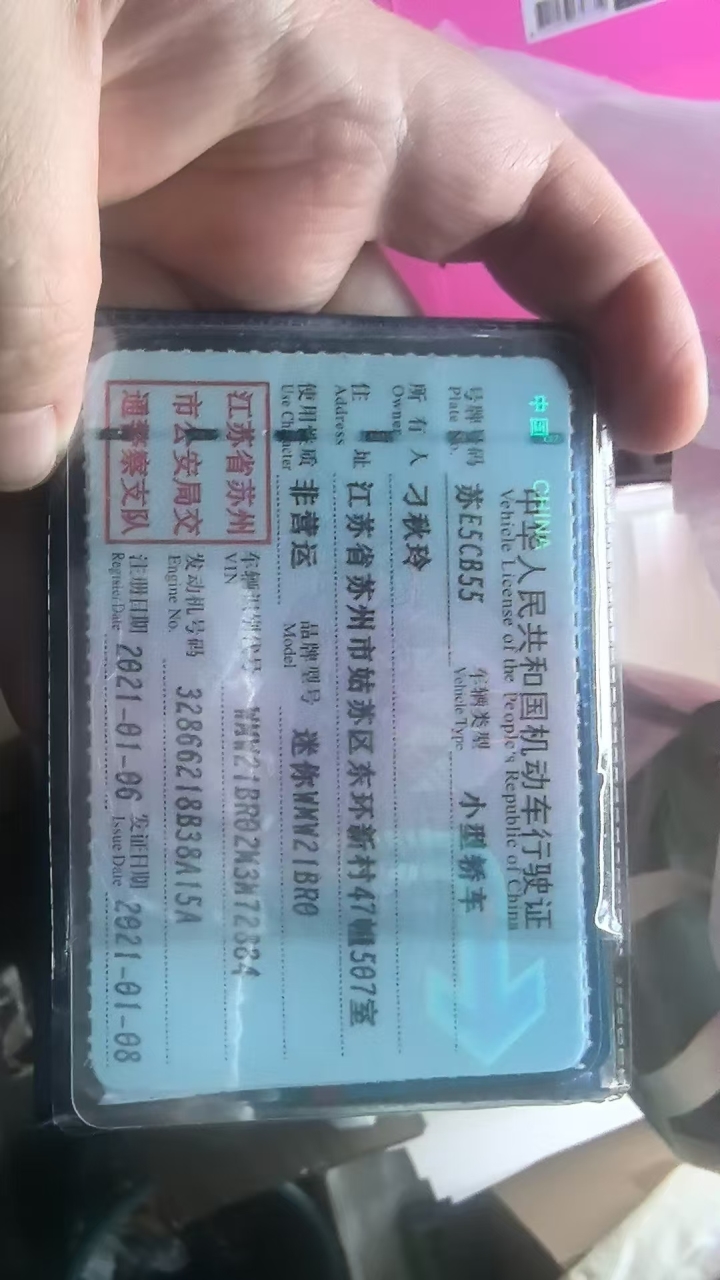 中国 CHINA
中华人民共和国机动车行驶证
Vehicle License of the People's Republic of China
号牌号码 苏E5CB55 车辆类型 小型轿车
Plate No. Vehicle Type
所有人 刁秋玲
Owner
住址 江苏省苏州市姑苏区东环新村47幢507室
Address
使用性质 非营运 品牌型号 迷你WMW21BR0
Use Character Model
江苏省苏州
市公安局交
通警察支队
车辆识别代号
VIN
发动机号码 32866218B38A15A
Engine No.
注册日期 2021-01-06 发证日期 2021-01-08
Register Date Issue Date